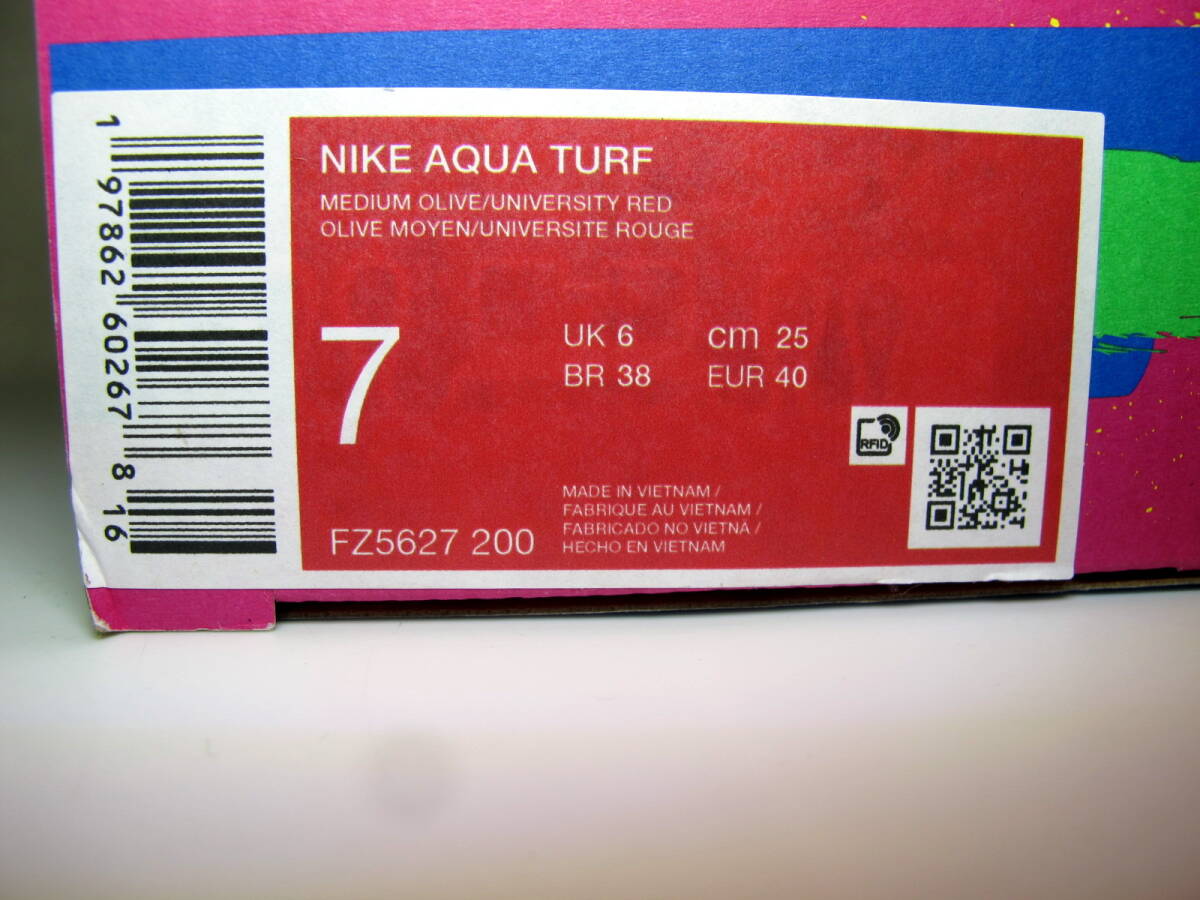 1 97862 60267 8 16
NIKE AQUA TURF
MEDIUM OLIVE/UNIVERSITY RED
OLIVE MOYEN/UNIVERSITE ROUGE
7
UK 6 cm 25
BR 38 EUR 40
RFID
MADE IN VIETNAM /
FABRIQUE AU VIETNAM /
FABRICADO NO VIETNÃ /
HECHO EN VIETNAM
FZ5627 200